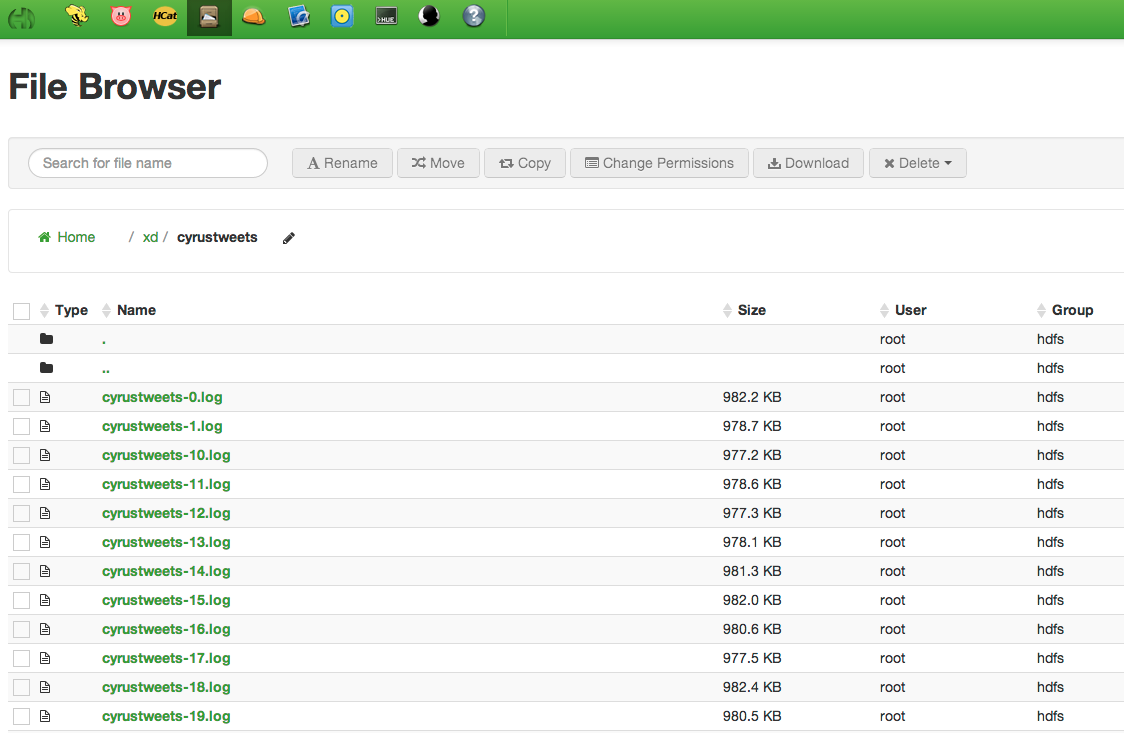 HCat >HUE ?
File Browser
Search for file name Rename Move Copy Change Permissions Download Delete
Home / xd / cyrustweets
Type Name Size User Group
. root hdfs
.. root hdfs
cyrustweets-0.log 982.2 KB root hdfs
cyrustweets-1.log 978.7 KB root hdfs
cyrustweets-10.log 977.2 KB root hdfs
cyrustweets-11.log 978.6 KB root hdfs
cyrustweets-12.log 977.3 KB root hdfs
cyrustweets-13.log 978.1 KB root hdfs
cyrustweets-14.log 981.3 KB root hdfs
cyrustweets-15.log 982.0 KB root hdfs
cyrustweets-16.log 980.6 KB root hdfs
cyrustweets-17.log 977.5 KB root hdfs
cyrustweets-18.log 982.4 KB root hdfs
cyrustweets-19.log 980.5 KB root hdfs